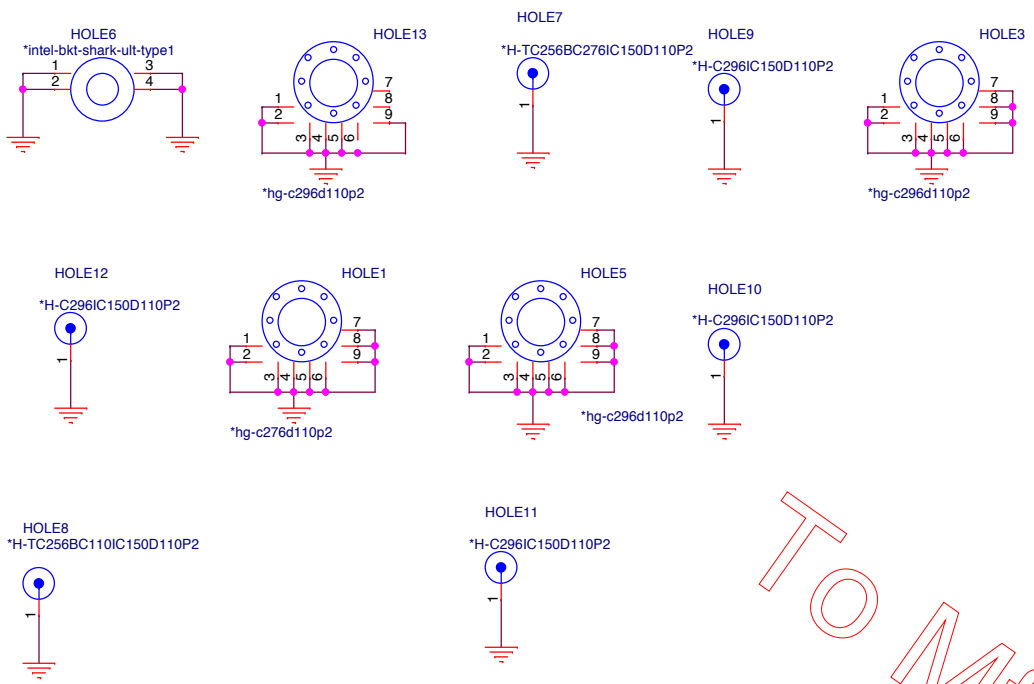 HOLE6
*intel-bkt-shark-ult-type1
1
2
3
4
HOLE13
1
2
3
4
5
6
7
8
9
*hg-c296d110p2
HOLE7
*H-TC256BC276IC150D110P2
1
HOLE9
*H-C296IC150D110P2
1
HOLE3
1
2
3
4
5
6
7
8
9
*hg-c296d110p2
HOLE12
*H-C296IC150D110P2
1
HOLE1
1
2
3
4
5
6
7
8
9
*hg-c276d110p2
HOLE5
1
2
3
4
5
6
7
8
9
*hg-c296d110p2
HOLE10
*H-C296IC150D110P2
1
HOLE8
*H-TC256BC110IC150D110P2
1
HOLE11
*H-C296IC150D110P2
1
To